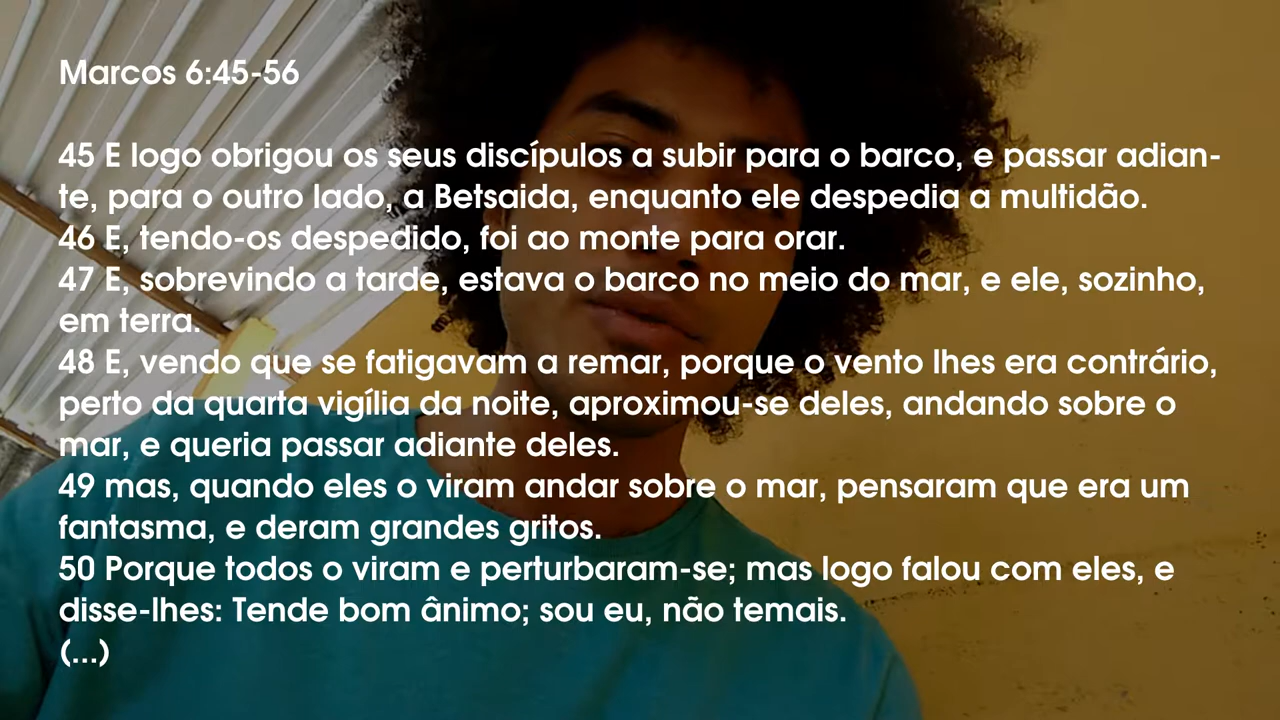 Marcos 6:45-56
45 E logo obrigou os seus discípulos a subir para o barco, e passar adian-
te, para o outro lado, a Betsaida, enquanto ele despedia a multidão.
46 E, tendo-os despedido, foi ao monte para orar.
47 E, sobrevindo a tarde, estava o barco no meio do mar, e ele, sozinho,
em terra.
48 E, vendo que se fatigavam a remar, porque o vento lhes era contrário,
perto da quarta vigília da noite, aproximou-se deles, andando sobre o
mar, e queria passar adiante deles.
49 mas, quando eles o viram andar sobre o mar, pensaram que era um
fantasma, e deram grandes gritos.
50 Porque todos o viram e perturbaram-se; mas logo falou com eles, e
disse-lhes: Tende bom ânimo; sou eu, não temais.
(...)